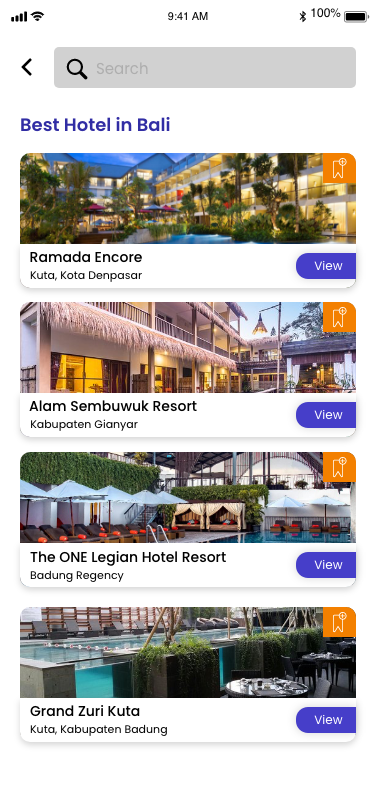 9:41 AM
100%
Search
Best Hotel in Bali
Ramada Encore
Kuta, Kota Denpasar
View
Alam Sembuwuk Resort
Kabupaten Gianyar
View
The ONE Legian Hotel Resort
Badung Regency
View
Grand Zuri Kuta
Kuta, Kabupaten Badung
View